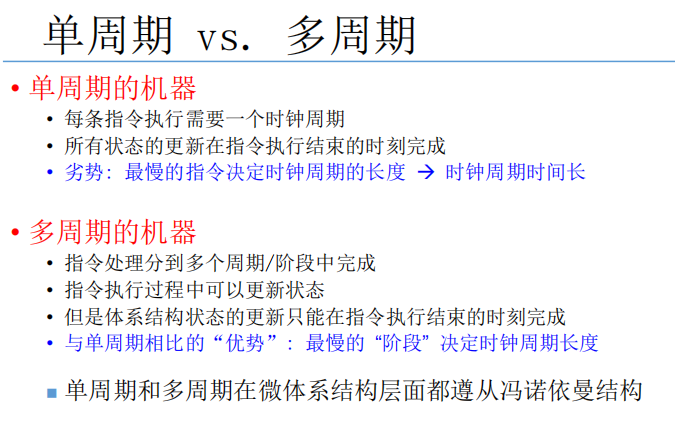 单周期 vs. 多周期
• 单周期的机器
• 每条指令执行需要一个时钟周期
• 所有状态的更新在指令执行结束的时刻完成
• 劣势：最慢的指令决定时钟周期的长度 → 时钟周期时间长
• 多周期的机器
• 指令处理分到多个周期/阶段中完成
• 指令执行过程中可以更新状态
• 但是体系结构状态的更新只能在指令执行结束的时刻完成
• 与单周期相比的“优势”：最慢的“阶段”决定时钟周期长度
■ 单周期和多周期在微体系结构层面都遵从冯诺依曼结构